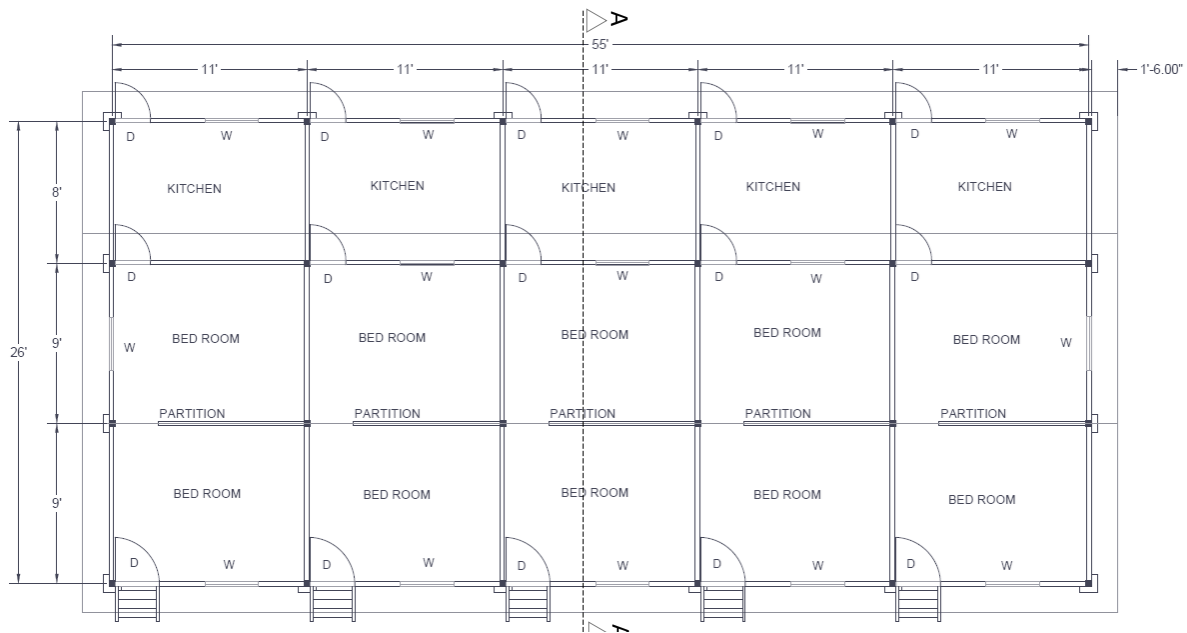 A
55'
11' 11' 11' 11' 11' 1'-6.00"
D W D W D W D W D W
8'
KITCHEN KITCHEN KITCHEN KITCHEN KITCHEN
D D W D W D W D
26'
9'
W BED ROOM BED ROOM BED ROOM BED ROOM BED ROOM W
PARTITION PARTITION PARTITION PARTITION PARTITION
9'
BED ROOM BED ROOM BED ROOM BED ROOM BED ROOM
D W D W D W D W D W
A